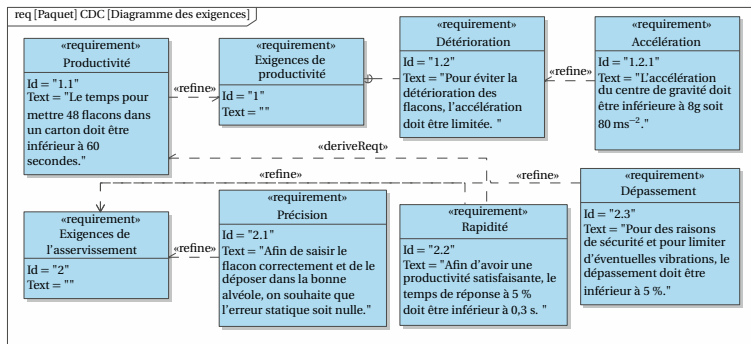 req [Paquet] CDC [Diagramme des exigences]
«requirement»
Productivité
Id = "1.1"
Text = "Le temps pour
mettre 48 flacons dans
un carton doit être
inférieur à 60
secondes."
«refine»
«requirement»
Exigences de
productivité
Id = "1"
Text = ""
«requirement»
Détérioration
Id = "1.2"
Text = "Pour éviter la
détérioration des
flacons, l'accélération
doit être limitée. "
«refine»
«requirement»
Accélération
Id = "1.2.1"
Text = "L'accélération
du centre de gravité doit
être inférieure à 8g soit
80 ms⁻²."
«deriveReqt»
«refine»
«refine»
«requirement»
Exigences de
l'asservissement
Id = "2"
Text = ""
«refine»
«requirement»
Précision
Id = "2.1"
Text = "Afin de saisir le
flacon correctement et de le
déposer dans la bonne
alvéole, on souhaite que
l'erreur statique soit nulle."
«requirement»
Rapidité
Id = "2.2"
Text = "Afin d'avoir une
productivité satisfaisante, le
temps de réponse à 5 %
doit être inférieur à 0,3 s. "
«requirement»
Dépassement
Id = "2.3"
Text = "Pour des raisons
de sécurité et pour limiter
d'éventuelles vibrations, le
dépassement doit être
inférieur à 5 %."